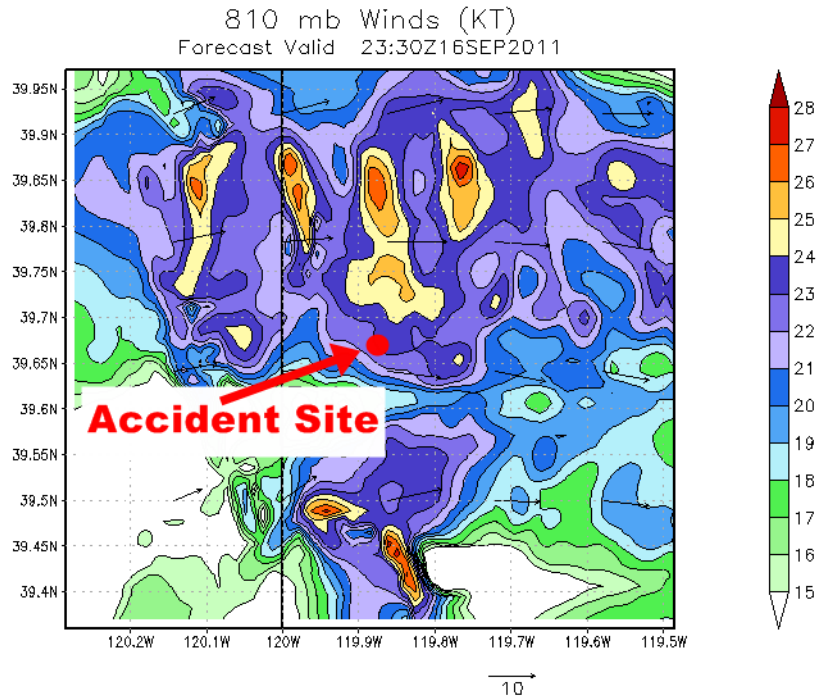 810 mb Winds (KT)
Forecast Valid 23:30Z16SEP2011
39.95N
39.9N
39.85N
39.8N
39.75N
39.7N
39.65N
39.6N
39.55N
39.5N
39.45N
39.4N
Accident Site
120.2W 120.1W 120W 119.9W 119.8W 119.7W 119.6W 119.5W
10
28
27
26
25
24
23
22
21
20
19
18
17
16
15